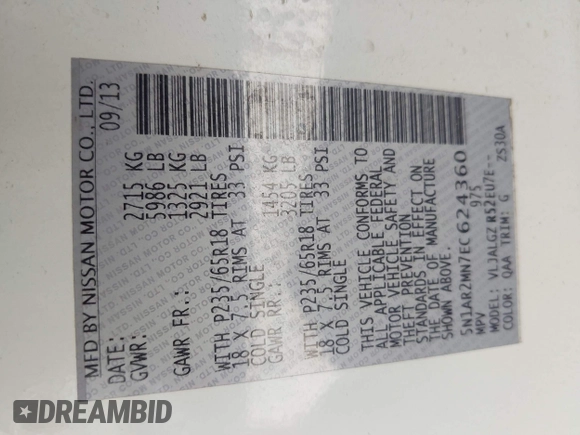 MFD BY NISSAN MOTOR CO., LTD.
DATE: 09/13
GVWR: 2715 KG
5986 LB
GAWR FR.: 1325 KG
2921 LB
WITH P235/65R18 TIRES
18 X 7.5 RIMS AT 33 PSI
COLD SINGLE
GAWR RR.: 1454 KG
3205 LB
WITH P235/65R18 TIRES
18 X 7.5 RIMS AT 33 PSI
COLD SINGLE
THIS VEHICLE CONFORMS TO
ALL APPLICABLE FEDERAL
MOTOR VEHICLE SAFETY AND
THEFT PREVENTION
STANDARDS IN EFFECT ON
THE DATE OF MANUFACTURE
SHOWN ABOVE.
5N1AR2MN7EC624360
MPV 975
MODEL: VLJALGZ R52EU7E--
COLOR: QAA TRIM: G ZS30A
DREAMBID